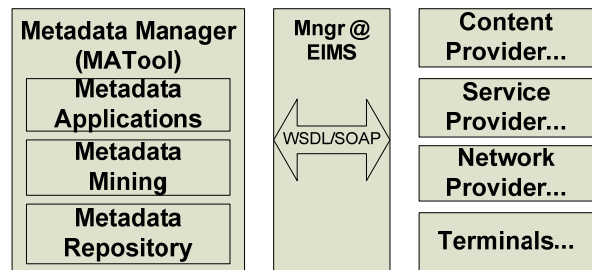 Metadata Manager
(MATool)
Metadata
Applications
Metadata
Mining
Metadata
Repository
Mngr @
EIMS
WSDL/SOAP
Content
Provider...
Service
Provider...
Network
Provider...
Terminals...